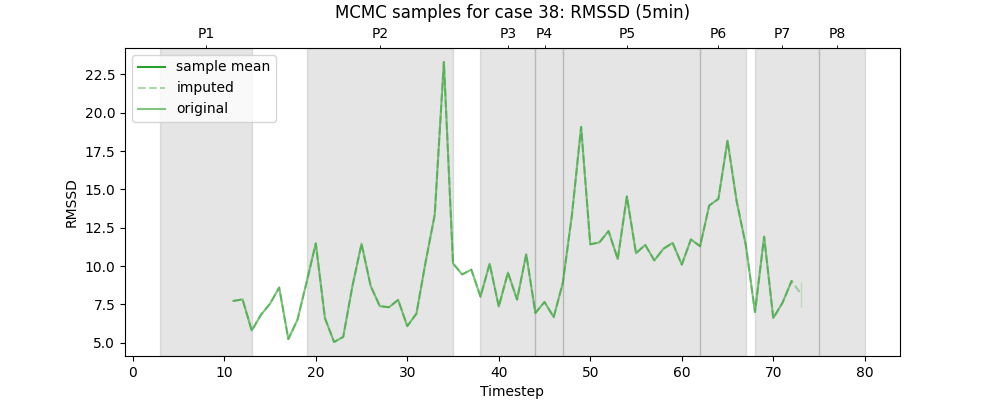 MCMC samples for case 38: RMSSD (5min)
P1 P2 P3 P4 P5 P6 P7 P8
sample mean
imputed
original
22.5
20.0
17.5
15.0
12.5
10.0
7.5
5.0
RMSSD
0 10 20 30 40 50 60 70 80
Timestep